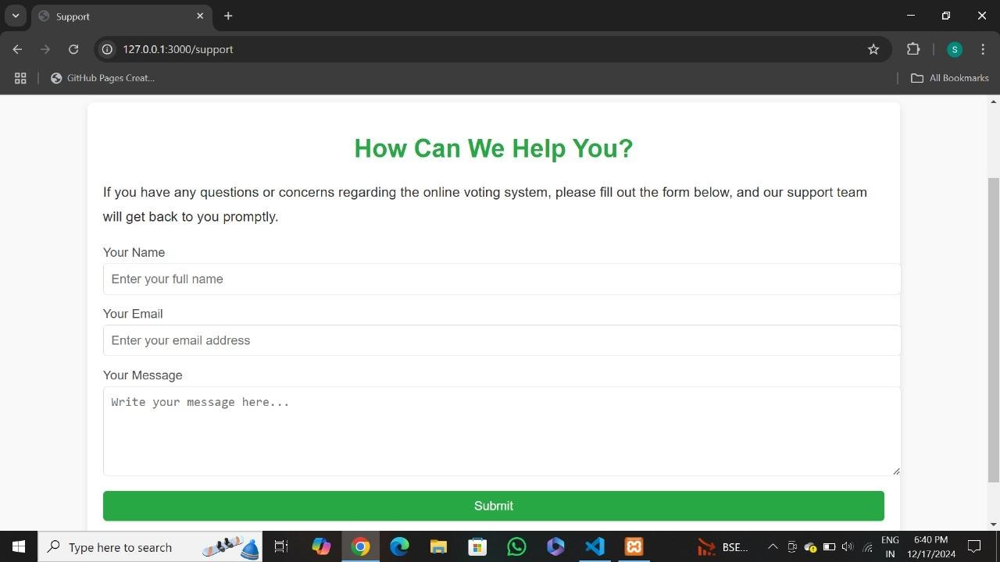 Support
127.0.0.1:3000/support
S
GitHub Pages Creat...
All Bookmarks
How Can We Help You?
If you have any questions or concerns regarding the online voting system, please fill out the form below, and our support team
will get back to you promptly.
Your Name
Enter your full name
Your Email
Enter your email address
Your Message
Write your message here...
Submit
Type here to search
BSE...
ENG
IN
6:40 PM
12/17/2024